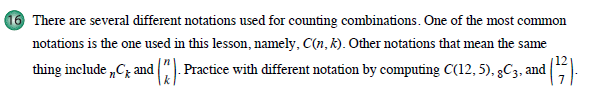 16 There are several different notations used for counting combinations. One of the most common
notations is the one used in this lesson, namely, C(n, k). Other notations that mean the same
thing include ₙCₖ and (n k). Practice with different notation by computing C(12, 5), ₈C₃, and (12 7).